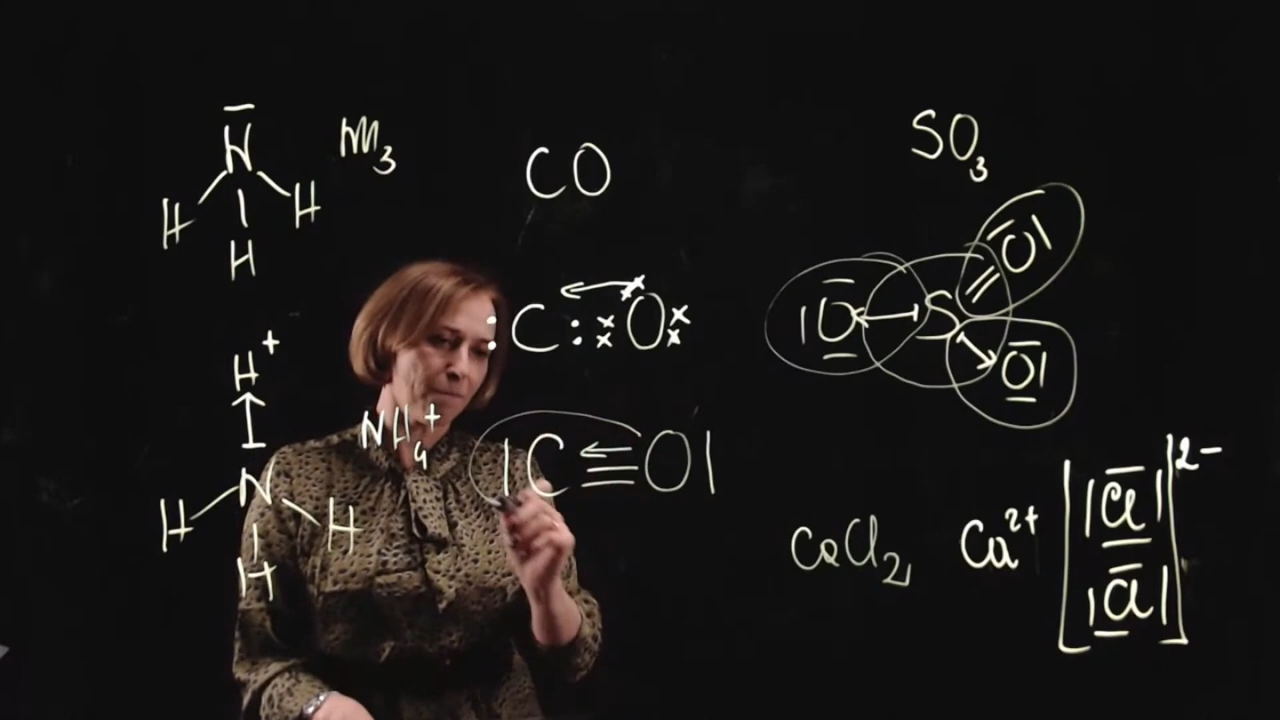 N̄
NH₃
H H
H
H⁺
NH₄⁺
N
H H
H
CO
C O
|C≡O|
SO₃
|O̲̅| S O̅|
O̲̅|
CaCl₂ Ca²⁺ [|C̅l̲| |C̅l̲|]²⁻